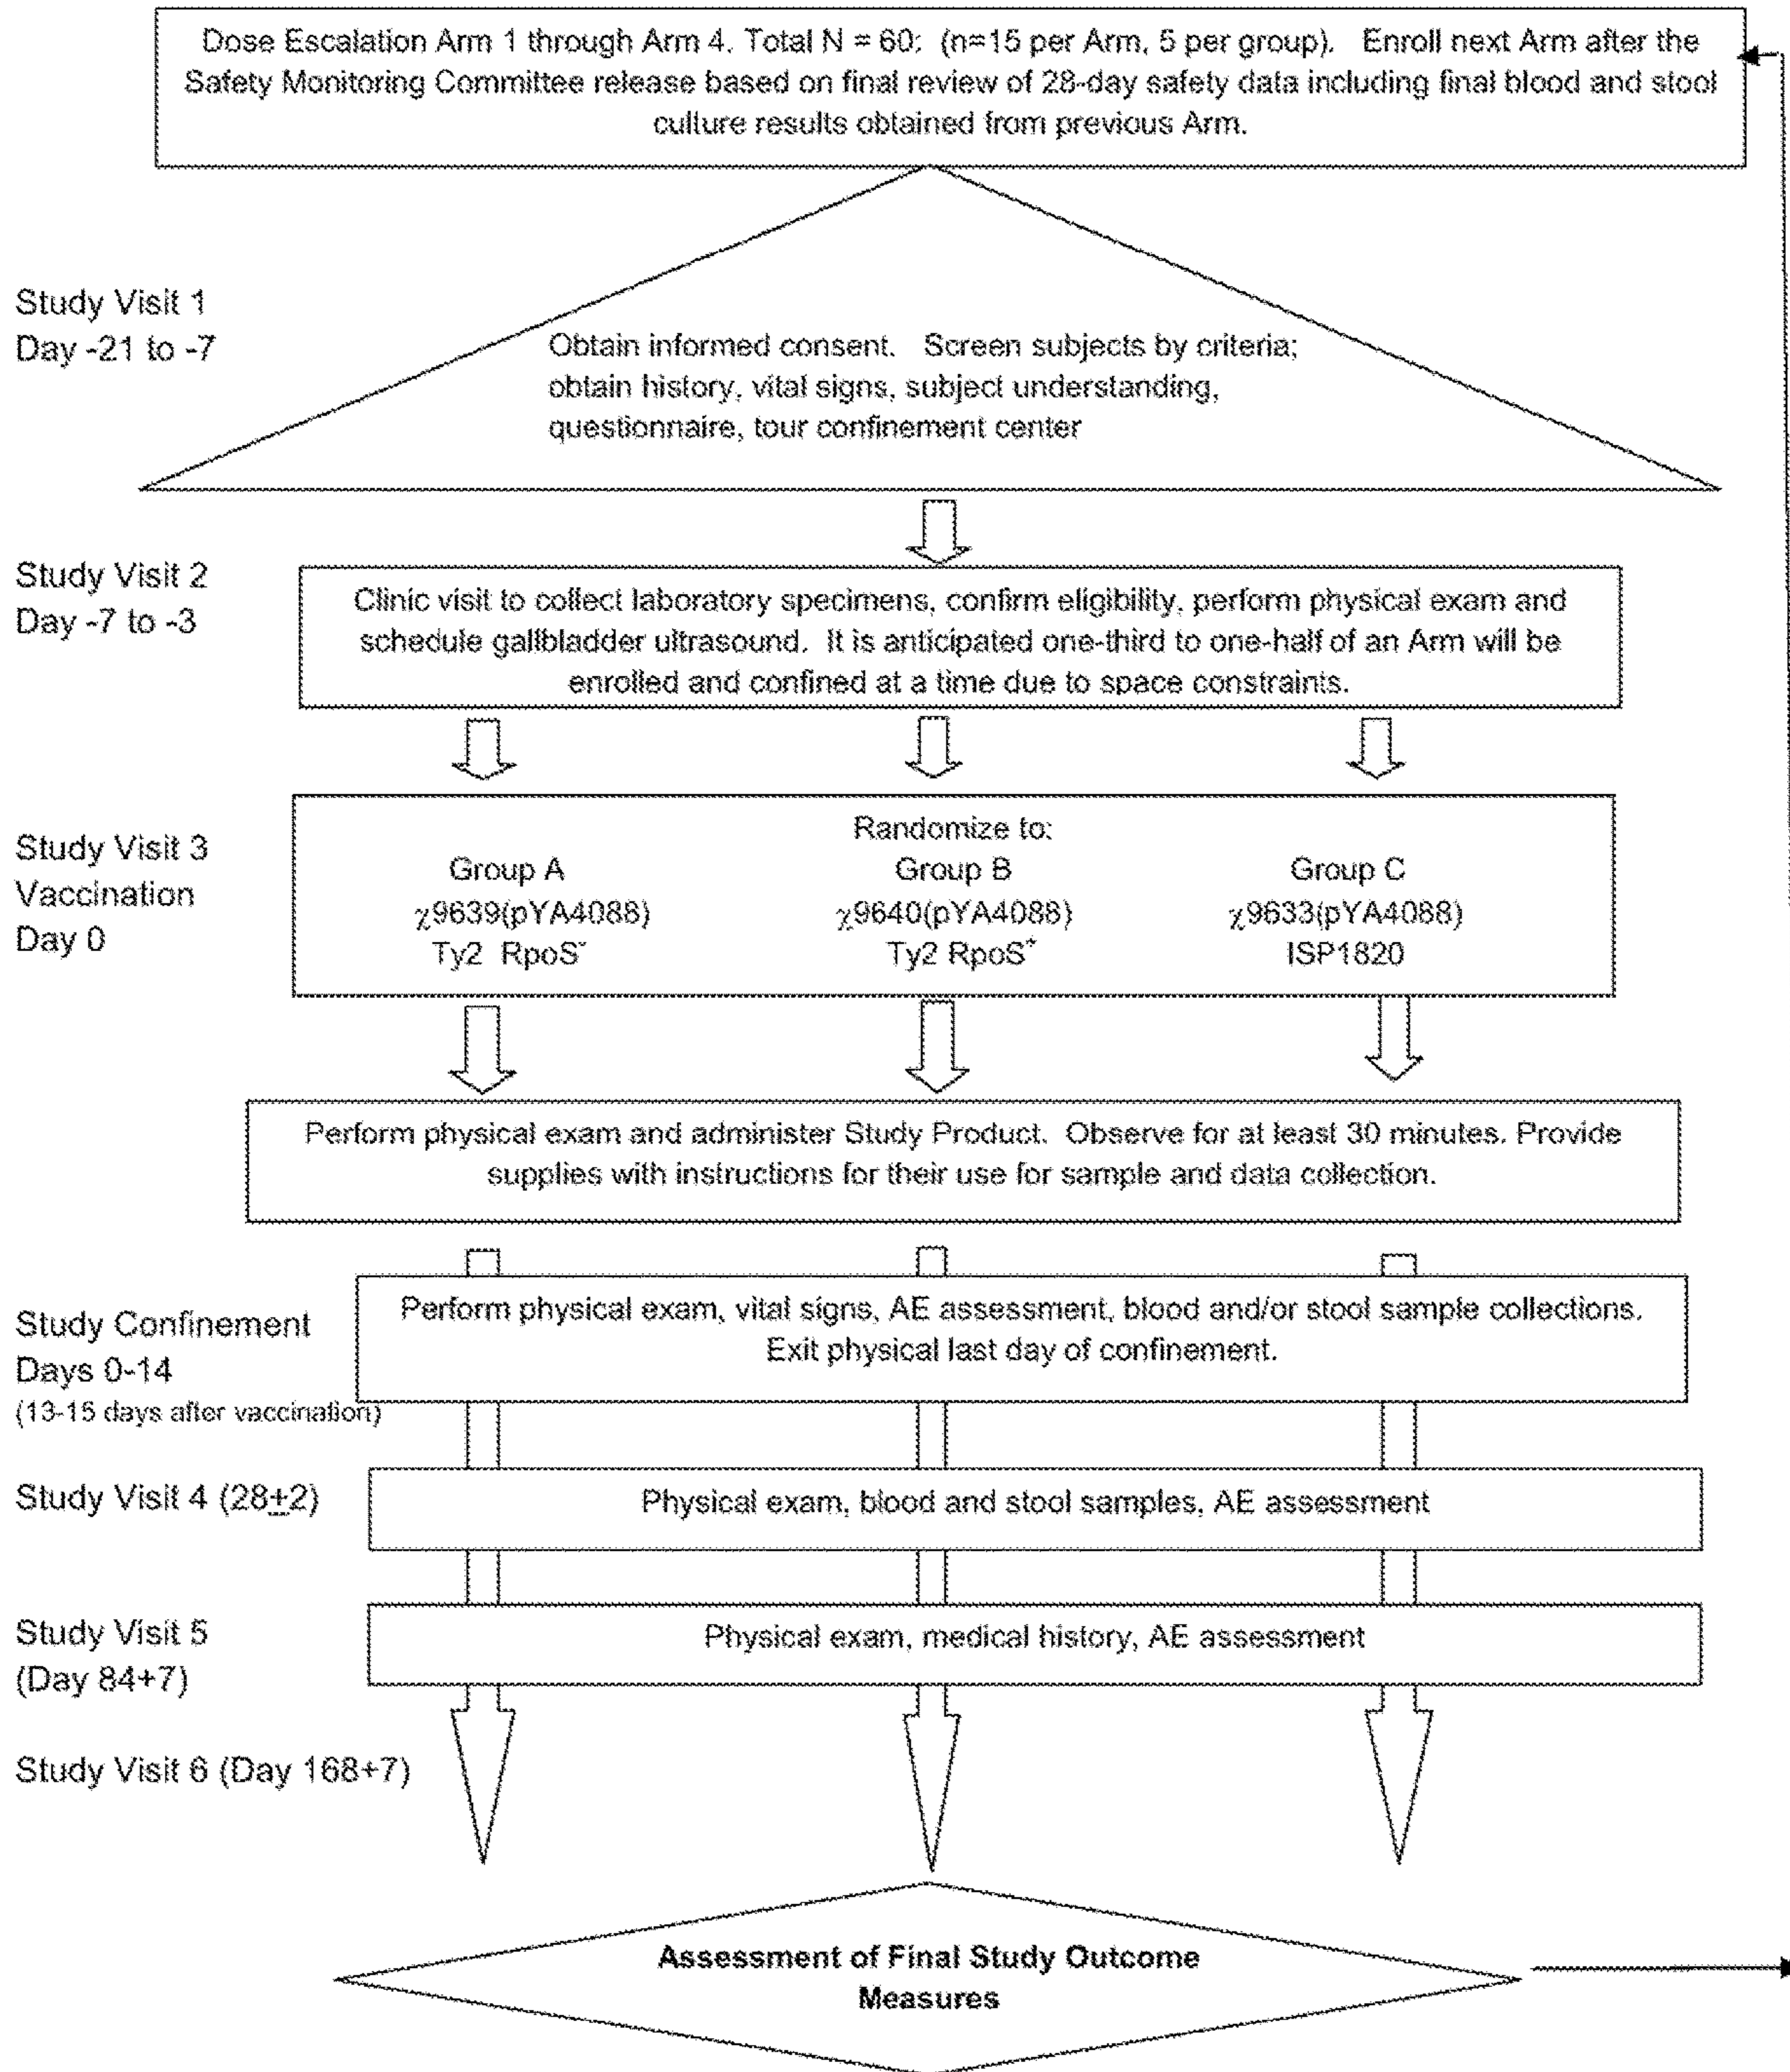 Dose Escalation Arm 1 through Arm 4. Total N = 60: (n=15 per Arm, 5 per group). Enroll next Arm after the
Safety Monitoring Committee release based on final review of 28-day safety data including final blood and stool
culture results obtained from previous Arm.
Study Visit 1
Day -21 to -7
Obtain informed consent. Screen subjects by criteria;
obtain history, vital signs, subject understanding,
questionnaire, tour confinement center
Study Visit 2
Day -7 to -3
Clinic visit to collect laboratory specimens, confirm eligibility, perform physical exam and
schedule gallbladder ultrasound. It is anticipated one-third to one-half of an Arm will be
enrolled and confined at a time due to space constraints.
Study Visit 3
Vaccination
Day 0
Randomize to:
Group A Group B Group C
χ9639(pYA4088) χ9640(pYA4088) χ9633(pYA4088)
Ty2 RpoS⁻ Ty2 RpoS⁺ ISP1820
Perform physical exam and administer Study Product. Observe for at least 30 minutes. Provide
supplies with instructions for their use for sample and data collection.
Study Confinement
Days 0-14
(13-15 days after vaccination)
Perform physical exam, vital signs, AE assessment, blood and/or stool sample collections.
Exit physical last day of confinement.
Study Visit 4 (28±2)
Physical exam, blood and stool samples, AE assessment
Study Visit 5
(Day 84+7)
Physical exam, medical history, AE assessment
Study Visit 6 (Day 168+7)
Assessment of Final Study Outcome
Measures